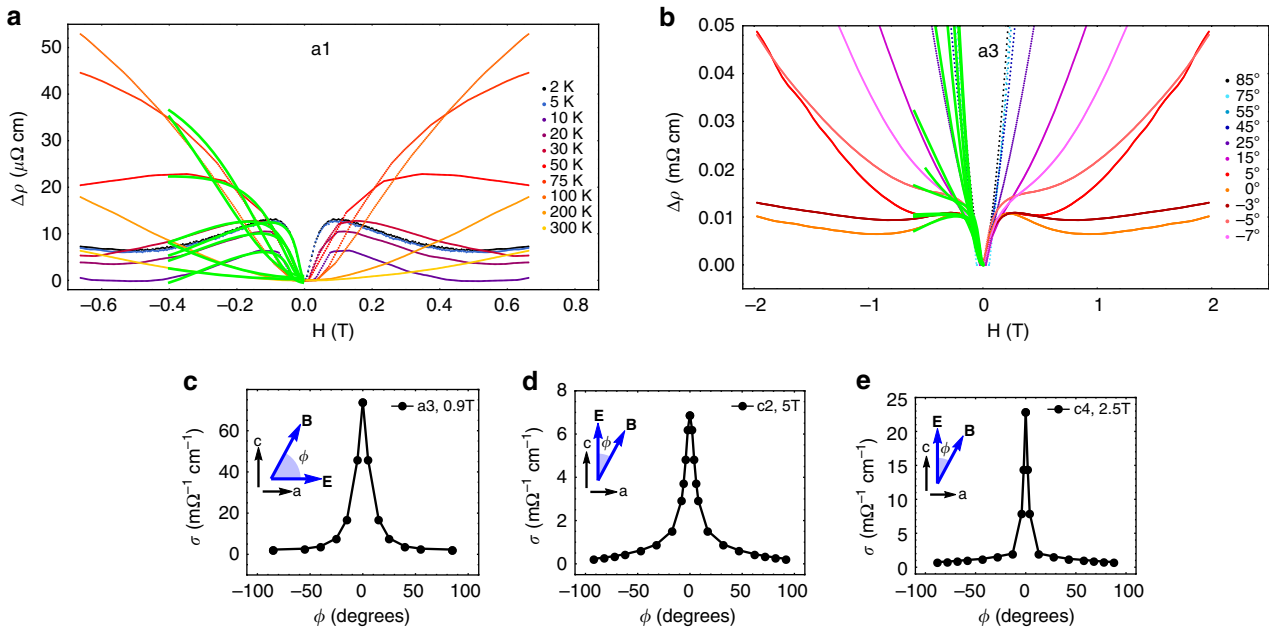 a
a1
50
40
30
20
10
0
Δρ (μΩ cm)
−0.6
−0.4
−0.2
0.0
0.2
0.4
0.6
0.8
H (T)
2 K
5 K
10 K
20 K
30 K
50 K
75 K
100 K
200 K
300 K
b
a3
0.05
0.04
0.03
0.02
0.01
0.00
Δρ (mΩ cm)
−2
−1
0
1
2
H (T)
85°
75°
55°
45°
25°
15°
5°
0°
−3°
−5°
−7°
c
a3, 0.9T
60
40
20
0
σ (mΩ−1 cm−1)
c
B
ϕ
E
a
−100
−50
0
50
100
ϕ (degrees)
d
c2, 5T
8
6
4
2
0
σ (mΩ−1 cm−1)
E
B
ϕ
c
a
−100
−50
0
50
100
ϕ (degrees)
e
c4, 2.5T
25
20
15
10
5
0
σ (mΩ−1 cm−1)
E
B
ϕ
c
a
−100
−50
0
50
100
ϕ (degrees)